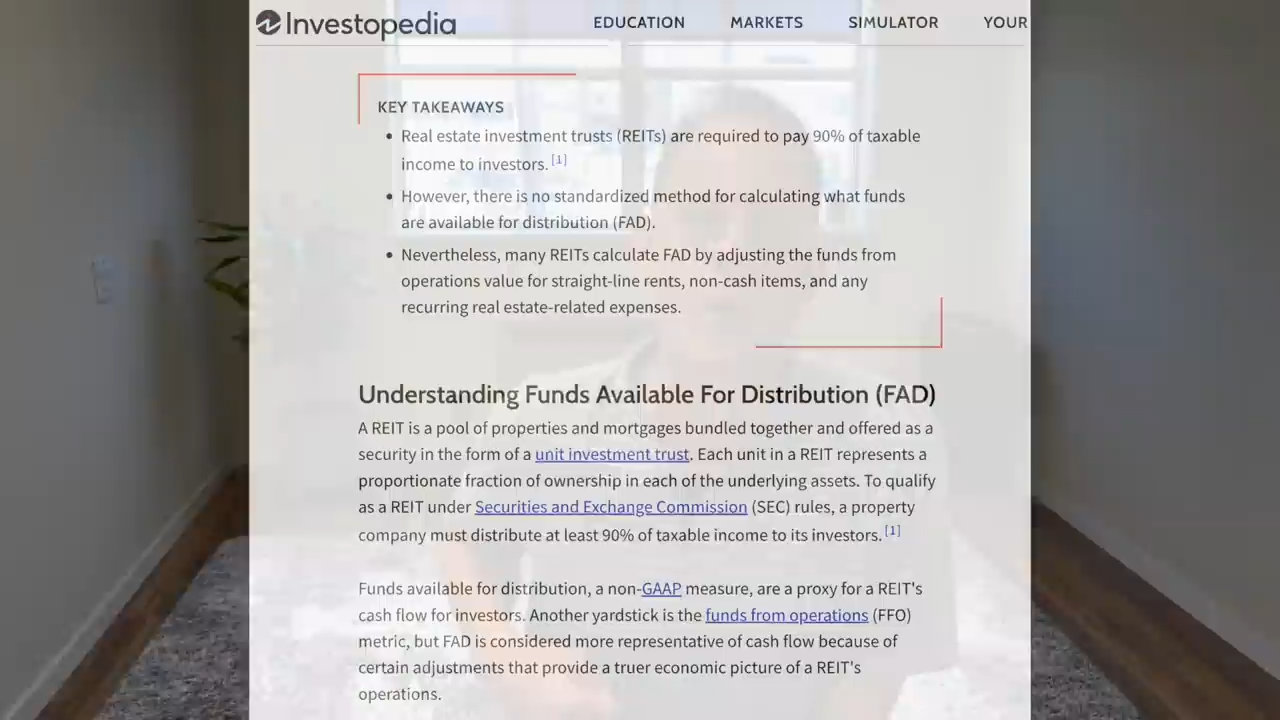 Investopedia
EDUCATION MARKETS SIMULATOR YOUR
KEY TAKEAWAYS
• Real estate investment trusts (REITs) are required to pay 90% of taxable
income to investors. [1]
• However, there is no standardized method for calculating what funds
are available for distribution (FAD).
• Nevertheless, many REITs calculate FAD by adjusting the funds from
operations value for straight-line rents, non-cash items, and any
recurring real estate-related expenses.
Understanding Funds Available For Distribution (FAD)
A REIT is a pool of properties and mortgages bundled together and offered as a
security in the form of a unit investment trust. Each unit in a REIT represents a
proportionate fraction of ownership in each of the underlying assets. To qualify
as a REIT under Securities and Exchange Commission (SEC) rules, a property
company must distribute at least 90% of taxable income to its investors. [1]
Funds available for distribution, a non-GAAP measure, are a proxy for a REIT's
cash flow for investors. Another yardstick is the funds from operations (FFO)
metric, but FAD is considered more representative of cash flow because of
certain adjustments that provide a truer economic picture of a REIT's
operations.